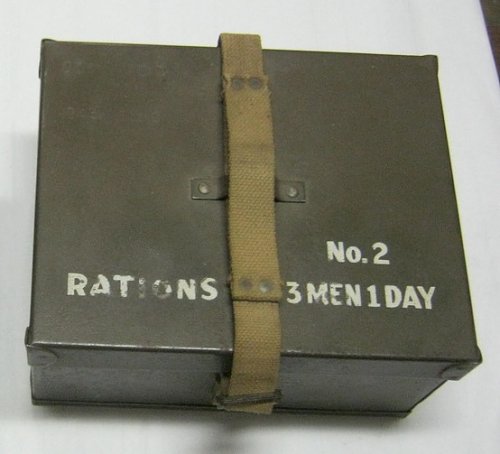 No. 2
RATIONS 3 MEN 1 DAY